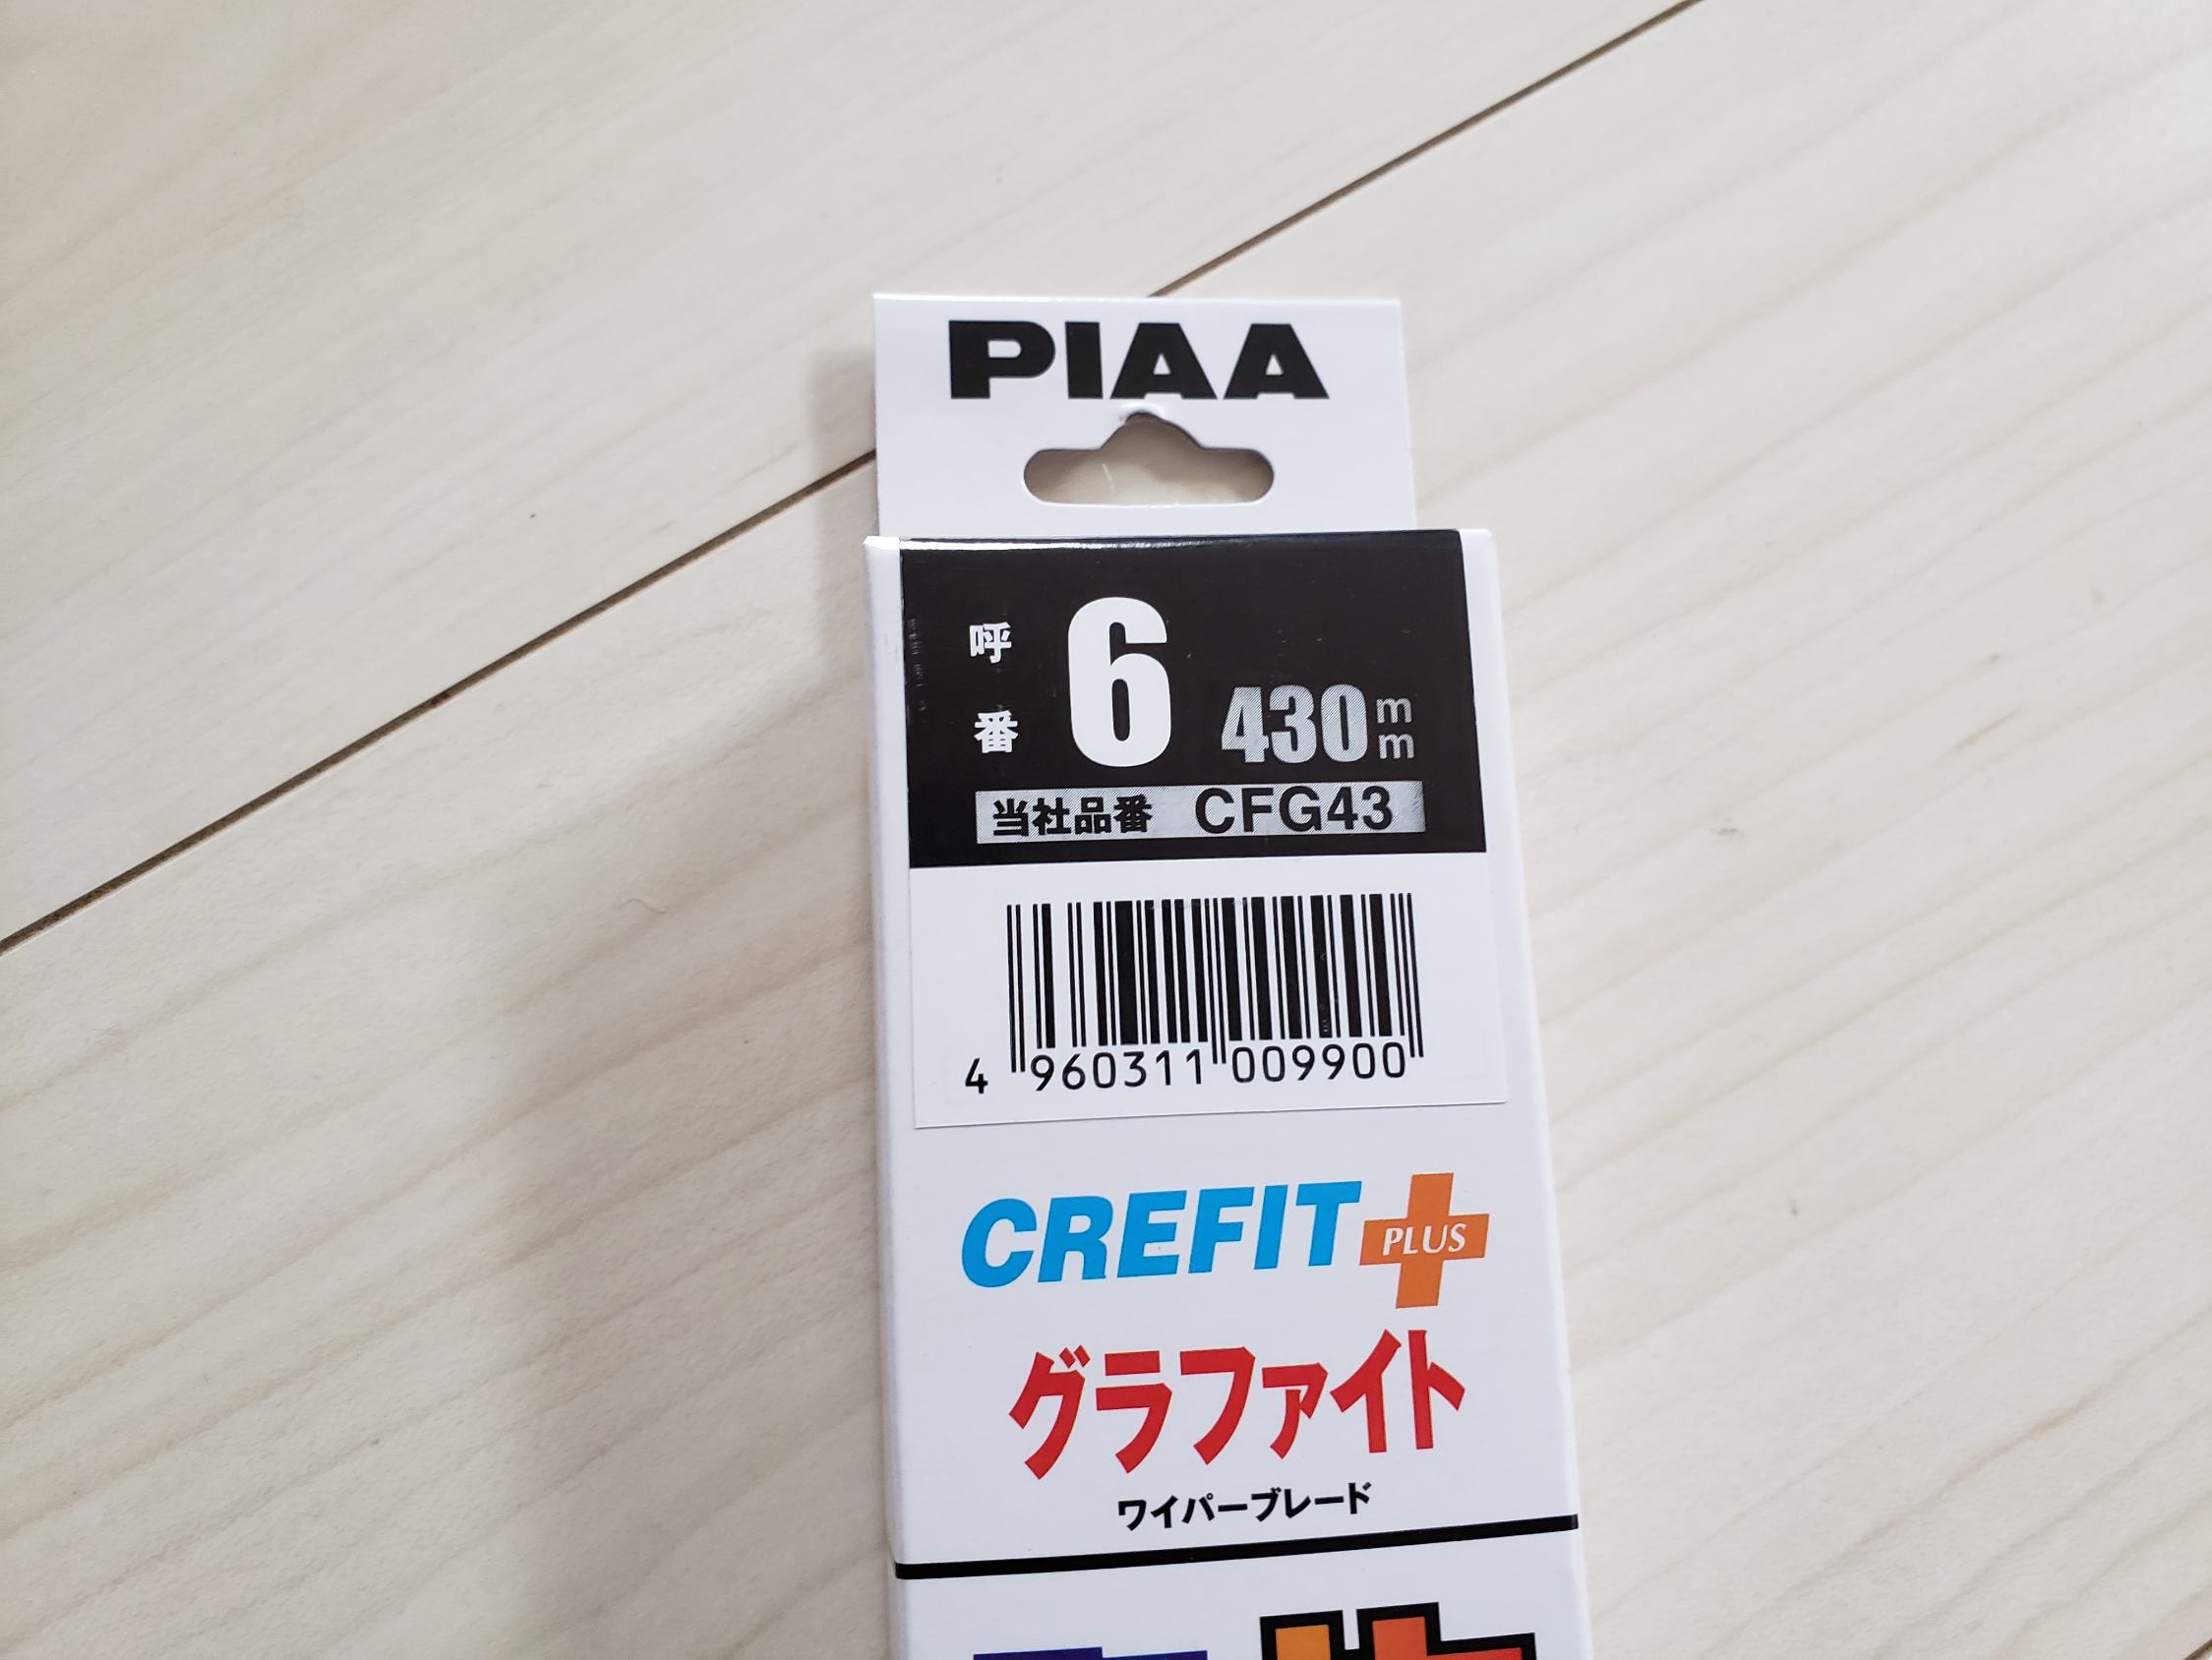 PIAA
呼番 6 430mm
当社品番 CFG43
4 960311 009900
CREFIT PLUS
グラファイト
ワイパーブレード